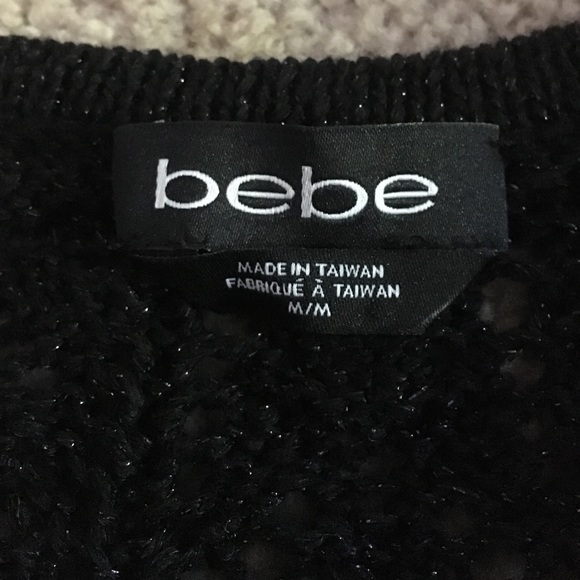 bebe
MADE IN TAIWAN
FABRIQUÉ À TAIWAN
M/M